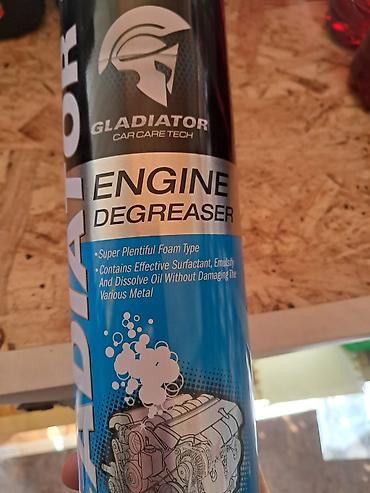 GLADIATOR
CAR CARE TECH
ENGINE
DEGREASER
• Super Plentiful Foam Type
• Contains Effective Surfactant, Emulsify
And Dissolve Oil Without Damaging The
Various Metal
ADIATOR